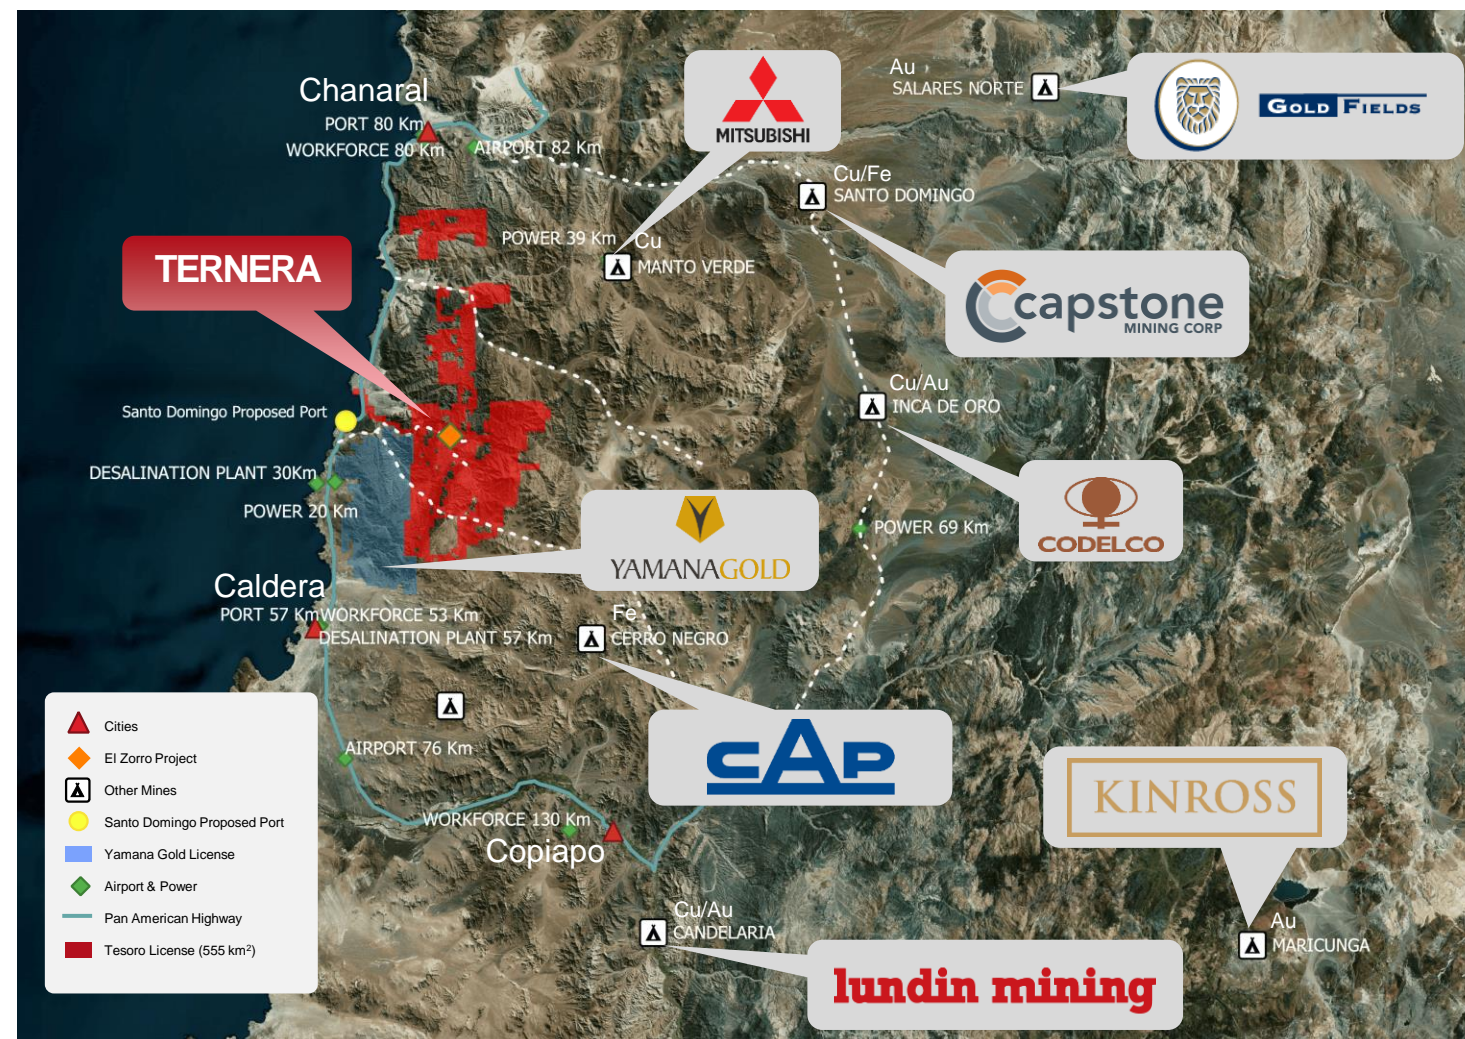 Chanaral
PORT 80 Km
WORKFORCE 80 Km
AIRPORT 82 Km
MITSUBISHI
Au
SALARES NORTE
GOLD FIELDS
Cu/Fe
SANTO DOMINGO
POWER 39 Km
Cu
MANTO VERDE
TERNERA
capstone
MINING CORP
Cu/Au
INCA DE ORO
Santo Domingo Proposed Port
DESALINATION PLANT 30Km
POWER 20 Km
CODELCO
POWER 69 Km
YAMANAGOLD
Caldera
PORT 57 Km
WORKFORCE 53 Km
DESALINATION PLANT 57 Km
Fe
CERRO NEGRO
CAP
AIRPORT 76 Km
WORKFORCE 130 Km
Copiapo
KINROSS
Cu/Au
CANDELARIA
Au
MARICUNGA
lundin mining
Cities
El Zorro Project
Other Mines
Santo Domingo Proposed Port
Yamana Gold License
Airport & Power
Pan American Highway
Tesoro License (555 km²)